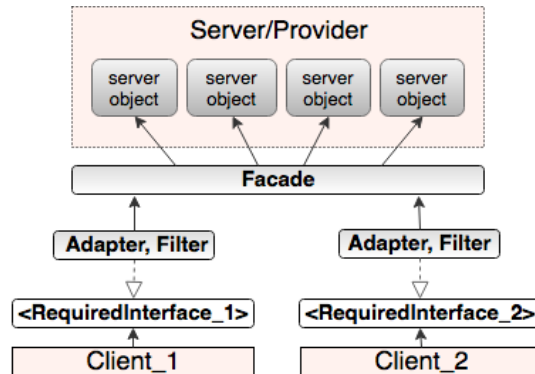 Server/Provider
server object
server object
server object
server object
Facade
Adapter, Filter
Adapter, Filter
<RequiredInterface_1>
<RequiredInterface_2>
Client_1
Client_2